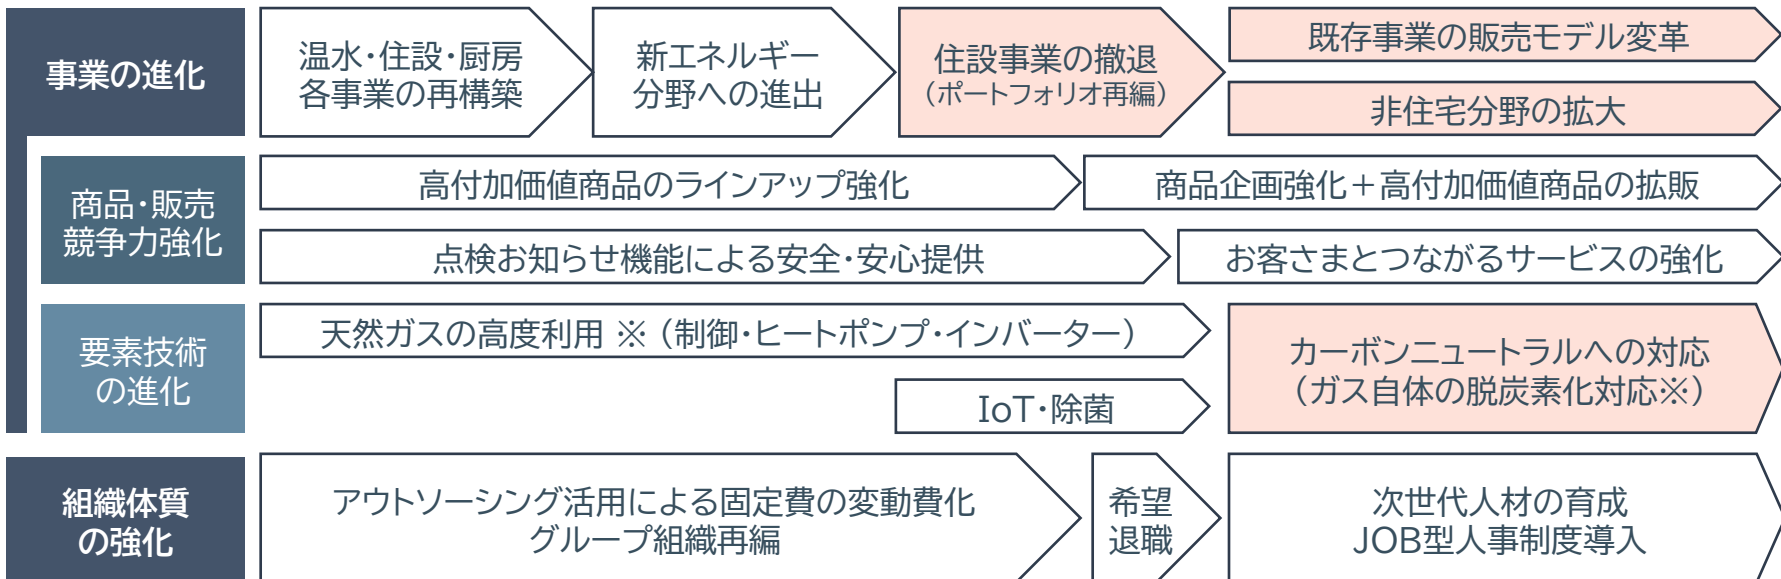 事業の進化
温水・住設・厨房
各事業の再構築
新エネルギー
分野への進出
住設事業の撤退
（ポートフォリオ再編）
既存事業の販売モデル変革
非住宅分野の拡大
商品・販売
競争力強化
高付加価値商品のラインアップ強化
商品企画強化＋高付加価値商品の拡販
点検お知らせ機能による安全・安心提供
お客さまとつながるサービスの強化
要素技術
の進化
天然ガスの高度利用 ※（制御・ヒートポンプ・インバーター）
IoT・除菌
カーボンニュートラルへの対応
（ガス自体の脱炭素化対応※）
組織体質
の強化
アウトソーシング活用による固定費の変動費化
グループ組織再編
希望
退職
次世代人材の育成
JOB型人事制度導入